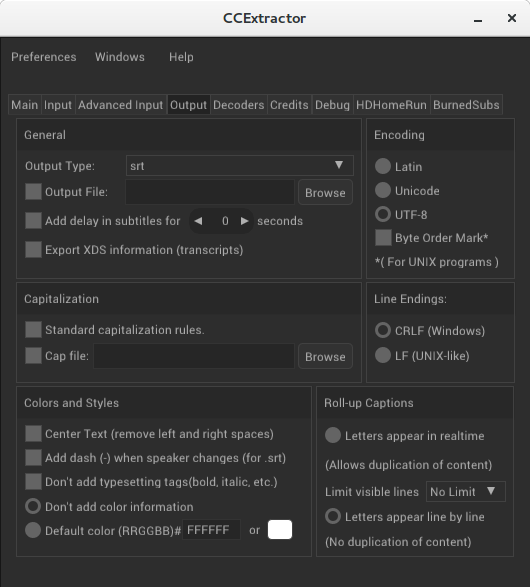 CCExtractor
Preferences Windows Help
Main Input Advanced Input Output Decoders Credits Debug HDHomeRun BurnedSubs
General
Output Type: srt
Output File: Browse
Add delay in subtitles for 0 seconds
Export XDS information (transcripts)
Encoding
Latin
Unicode
UTF-8
Byte Order Mark*
*( For UNIX programs )
Capitalization
Standard capitalization rules.
Cap file: Browse
Line Endings:
CRLF (Windows)
LF (UNIX-like)
Colors and Styles
Center Text (remove left and right spaces)
Add dash (-) when speaker changes (for .srt)
Don't add typesetting tags(bold, italic, etc.)
Don't add color information
Default color (RRGGBB)# FFFFFF or
Roll-up Captions
Letters appear in realtime
(Allows duplication of content)
Limit visible lines No Limit
Letters appear line by line
(No duplication of content)